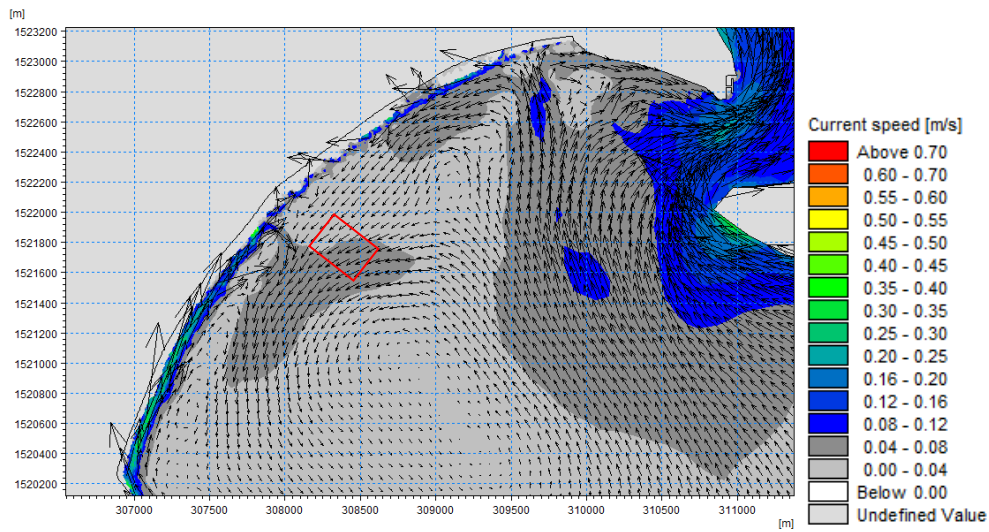 [m]
1523200
1523000
1522800
1522600
1522400
1522200
1522000
1521800
1521600
1521400
1521200
1521000
1520800
1520600
1520400
1520200
307000 307500 308000 308500 309000 309500 310000 310500 311000
[m]
Current speed [m/s]
Above 0.70
0.60 - 0.70
0.55 - 0.60
0.50 - 0.55
0.45 - 0.50
0.40 - 0.45
0.35 - 0.40
0.30 - 0.35
0.25 - 0.30
0.20 - 0.25
0.16 - 0.20
0.12 - 0.16
0.08 - 0.12
0.04 - 0.08
0.00 - 0.04
Below 0.00
Undefined Value